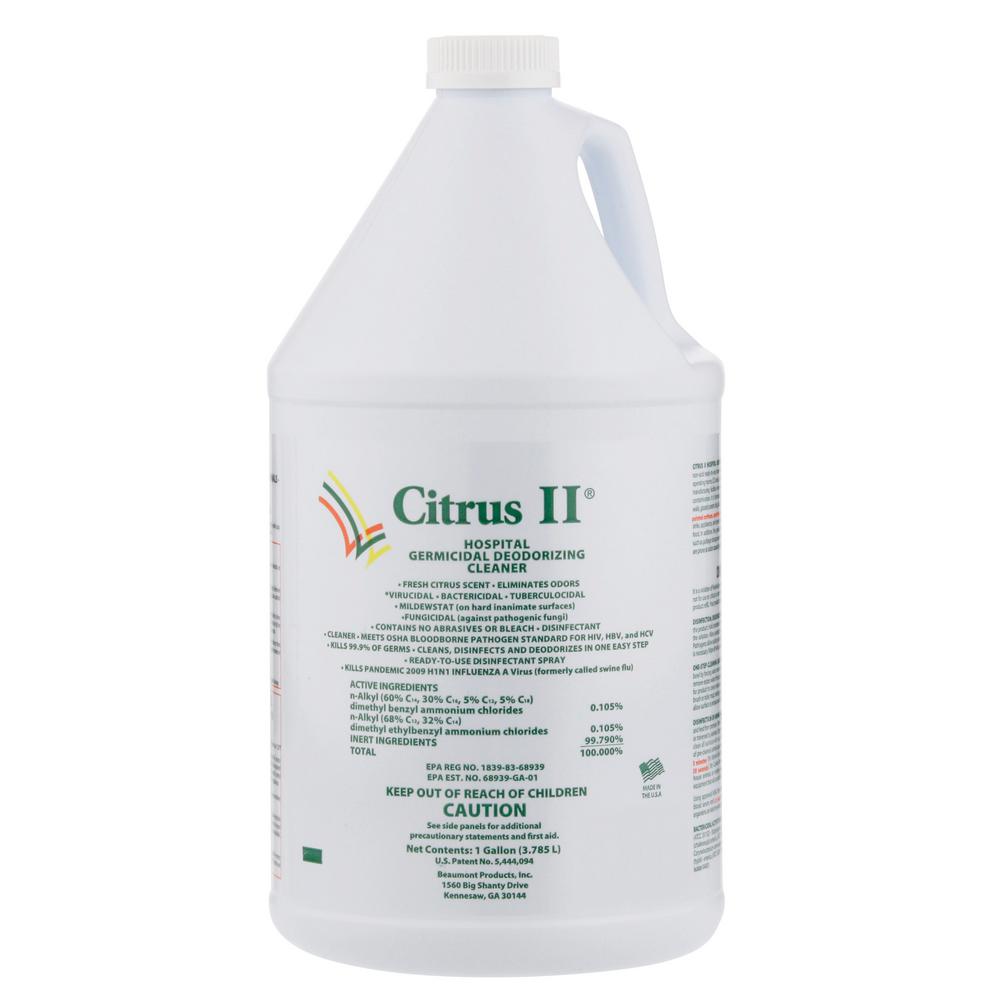 Citrus II®
HOSPITAL
GERMICIDAL DEODORIZING
CLEANER
• FRESH CITRUS SCENT • ELIMINATES ODORS
*VIRUCIDAL • BACTERICIDAL • TUBERCULOCIDAL
• MILDEWSTAT (on hard inanimate surfaces)
•FUNGICIDAL (against pathogenic fungi)
• CONTAINS NO ABRASIVES OR BLEACH • DISINFECTANT
• CLEANER • MEETS OSHA BLOODBORNE PATHOGEN STANDARD FOR HIV, HBV, and HCV
• KILLS 99.9% OF GERMS • CLEANS, DISINFECTS AND DEODORIZES IN ONE EASY STEP
• READY-TO-USE DISINFECTANT SPRAY
• KILLS PANDEMIC 2009 H1N1 INFLUENZA A Virus (formerly called swine flu)
ACTIVE INGREDIENTS
n-Alkyl (60% C14, 30% C16, 5% C12, 5% C18)
dimethyl benzyl ammonium chlorides 0.105%
n-Alkyl (68% C12, 32% C14)
dimethyl ethylbenzyl ammonium chlorides 0.105%
INERT INGREDIENTS 99.790%
TOTAL 100.000%
EPA REG NO. 1839-83-68939
EPA EST. NO. 68939-GA-01
KEEP OUT OF REACH OF CHILDREN
CAUTION
See side panels for additional
precautionary statements and first aid.
Net Contents: 1 Gallon (3.785 L)
U.S. Patent No. 5,444,094
Beaumont Products, Inc.
1560 Big Shanty Drive
Kennesaw, GA 30144
MADE IN
THE U.S.A